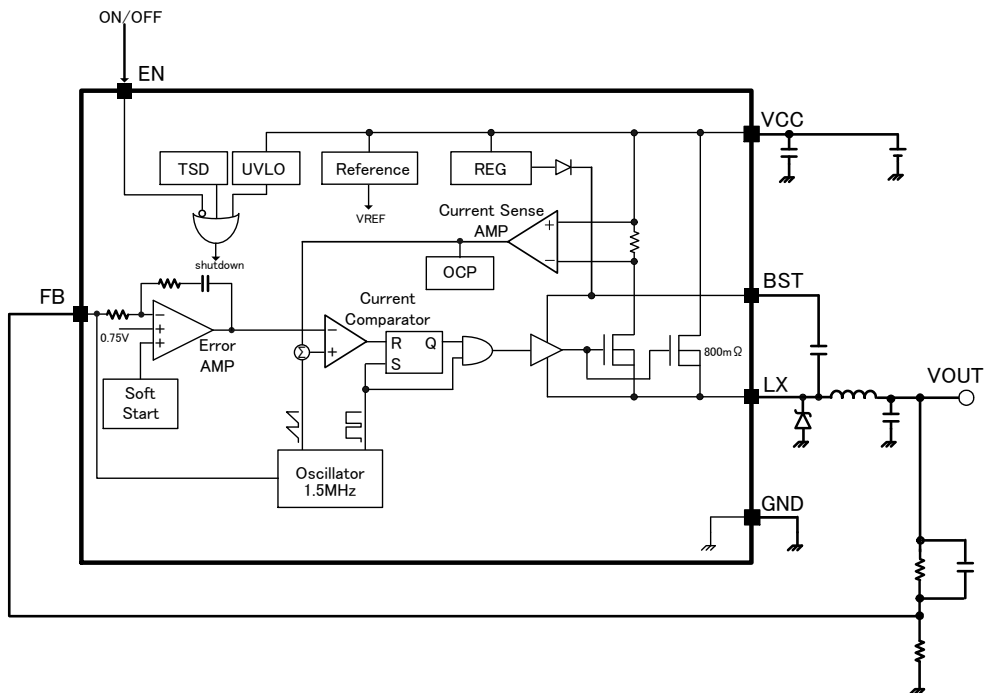 ON/OFF
EN
VCC
TSD
UVLO
Reference
REG
VREF
Current Sense
AMP
+
−
shutdown
OCP
FB
BST
Current
Comparator
−
+
+
0.75V
Error
AMP
−
+
Σ
R Q
S
800mΩ
LX
VOUT
Soft
Start
Oscillator
1.5MHz
GND